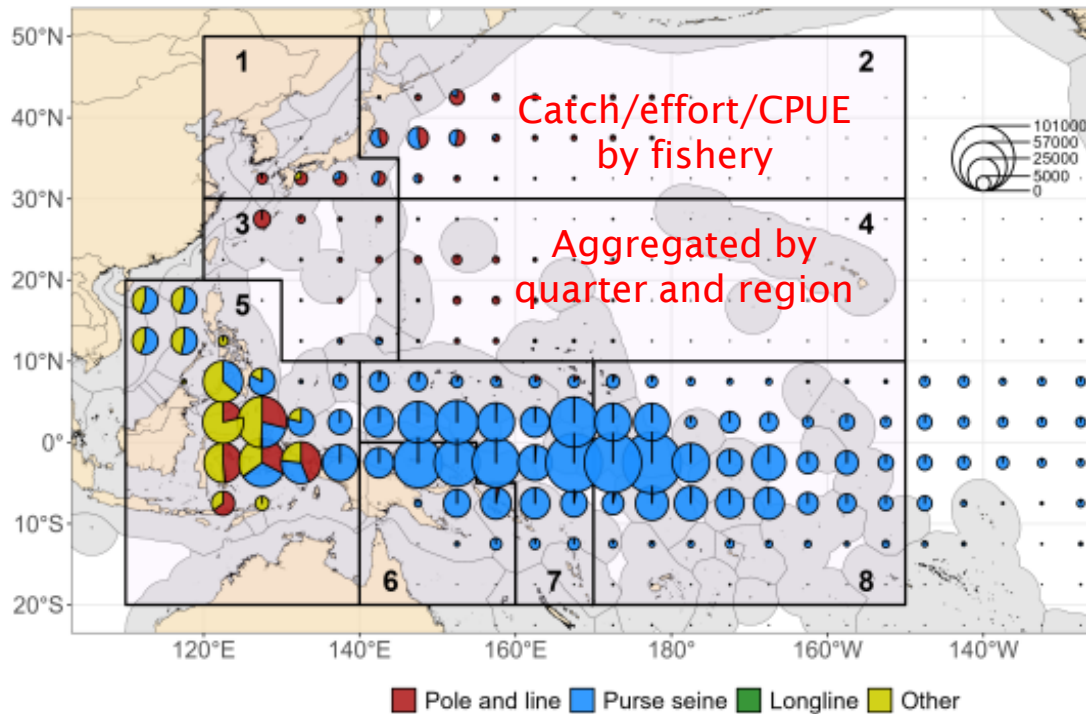 50°N
40°N
30°N
20°N
10°N
0°
10°S
20°S
1
2
Catch/effort/CPUE
by fishery
101000
57000
25000
5000
0
3
4
Aggregated by
quarter and region
5
6
7
8
120°E
140°E
160°E
180°
160°W
140°W
Pole and line
Purse seine
Longline
Other